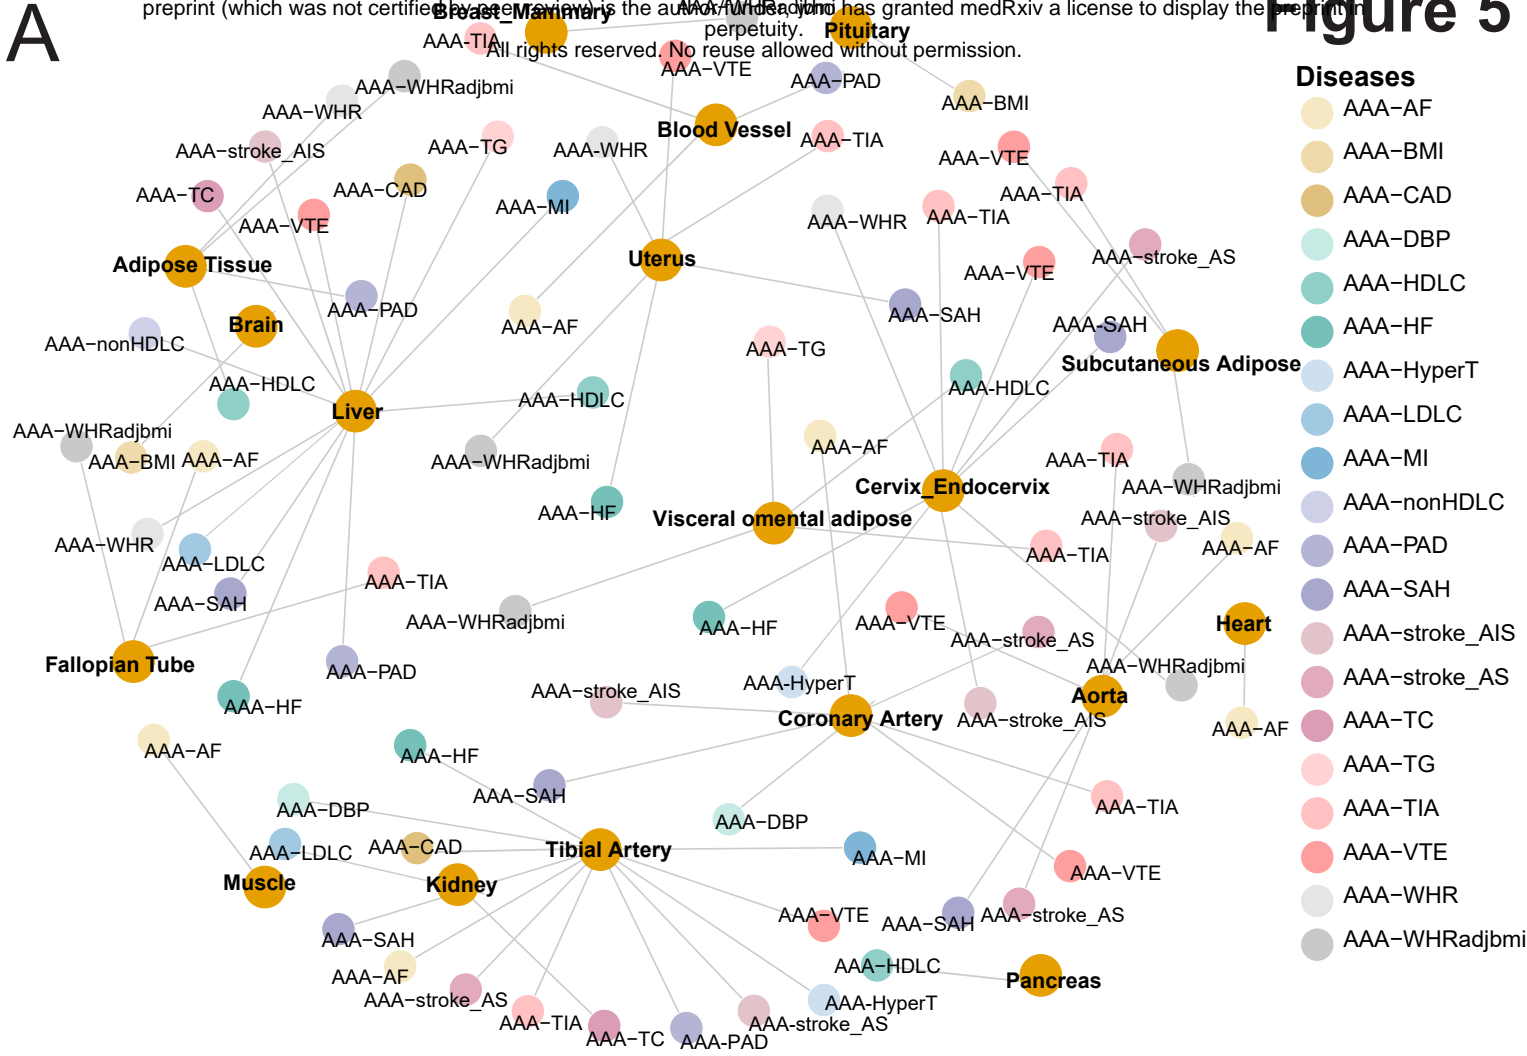 preprint (which was not certified by peer review) is the author/funder, who has granted medRxiv a license to display the preprint in
perpetuity.
All rights reserved. No reuse allowed without permission.
A
Figure 5
Breast_Mammary
AAA−WHRadjbmi
Pituitary
AAA-TIA
AAA−VTE
AAA−PAD
AAA−WHRadjbmi
AAA−WHR
AAA−BMI
Blood Vessel
AAA−TIA
AAA−stroke_AIS
AAA−TG
AAA−WHR
AAA−VTE
AAA−TC
AAA−CAD
AAA−MI
AAA−TIA
AAA−VTE
AAA−WHR
AAA−TIA
Adipose Tissue
Uterus
AAA−VTE
AAA−stroke_AS
AAA−PAD
AAA−AF
AAA−SAH
AAA-SAH
Brain
AAA−nonHDLC
AAA−TG
Subcutaneous Adipose
AAA−HDLC
AAA−HDLC
AAA-HDLC
Liver
AAA−WHRadjbmi
AAA−BMI
AAA−AF
AAA−WHRadjbmi
AAA−AF
AAA−TIA
Cervix_Endocervix
AAA−WHRadjbmi
AAA−HF
Visceral omental adipose
AAA−stroke_AIS
AAA−WHR
AAA−TIA
AAA−AF
AAA−LDLC
AAA−TIA
AAA−SAH
AAA−WHRadjbmi
AAA−HF
AAA−VTE
AAA−stroke_AS
Heart
Fallopian Tube
AAA−PAD
AAA-HyperT
AAA−WHRadjbmi
AAA−stroke_AIS
Aorta
AAA−HF
Coronary Artery
AAA−stroke_AIS
AAA−AF
AAA−AF
AAA−HF
AAA−SAH
AAA−TIA
AAA−DBP
AAA−DBP
AAA−LDLC
AAA−CAD
Tibial Artery
AAA−MI
AAA−VTE
Muscle
Kidney
AAA−VTE
AAA−SAH
AAA−stroke_AS
AAA−SAH
AAA−AF
AAA−HDLC
Pancreas
AAA−stroke_AS
AAA-HyperT
AAA−TIA
AAA−TC
AAA-PAD
AAA-stroke_AS
Diseases
AAA−AF
AAA−BMI
AAA−CAD
AAA−DBP
AAA−HDLC
AAA−HF
AAA−HyperT
AAA−LDLC
AAA−MI
AAA−nonHDLC
AAA−PAD
AAA−SAH
AAA−stroke_AIS
AAA−stroke_AS
AAA−TC
AAA−TG
AAA−TIA
AAA−VTE
AAA−WHR
AAA−WHRadjbmi